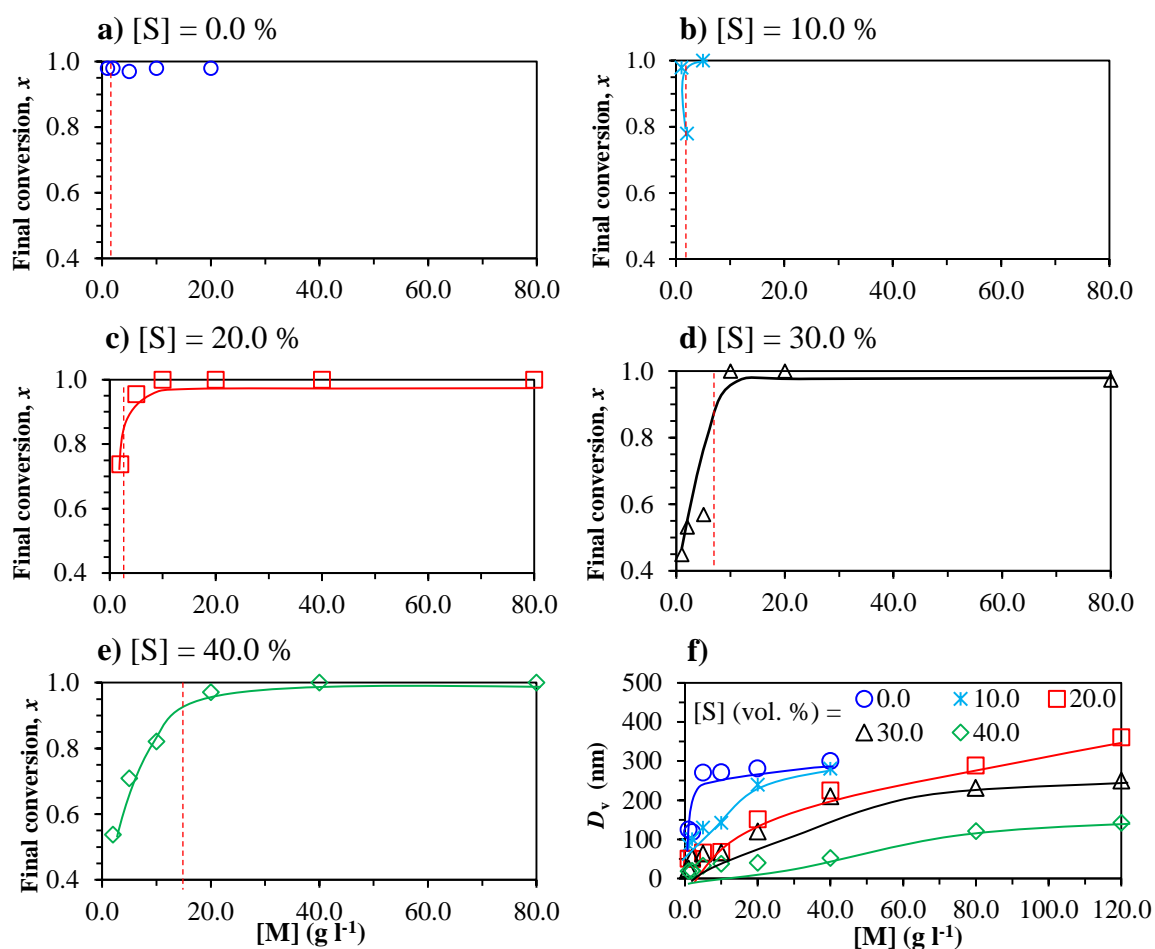 a) [S] = 0.0 %
b) [S] = 10.0 %
Final conversion, x
1.0
0.8
0.6
0.4
0.0 20.0 40.0 60.0 80.0
Final conversion, x
1.0
0.8
0.6
0.4
0.0 20.0 40.0 60.0 80.0
c) [S] = 20.0 %
d) [S] = 30.0 %
Final conversion, x
1.0
0.8
0.6
0.4
0.0 20.0 40.0 60.0 80.0
Final conversion, x
1.0
0.8
0.6
0.4
0.0 20.0 40.0 60.0 80.0
e) [S] = 40.0 %
f)
Final conversion, x
1.0
0.8
0.6
0.4
0.0 20.0 40.0 60.0 80.0
[M] (g l-1)
Dv (nm)
500
400
300
200
100
0
[S] (vol. %) = 0.0 10.0 20.0
30.0 40.0
0.0 20.0 40.0 60.0 80.0 100.0 120.0
[M] (g l-1)